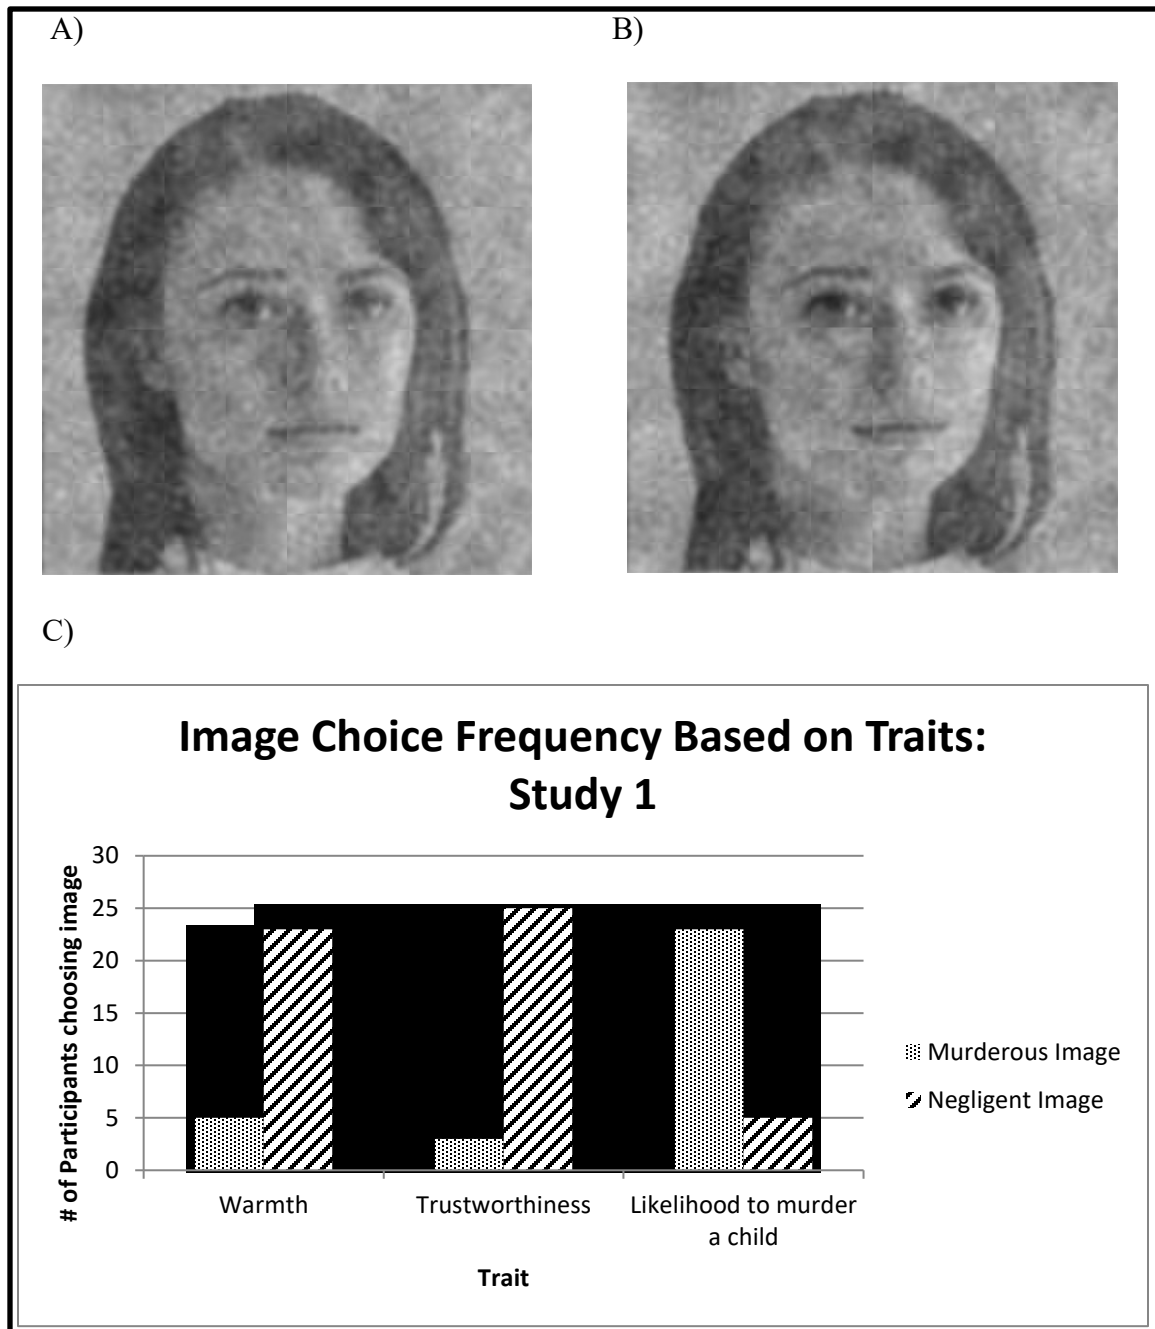 A)
B)
C)
Image Choice Frequency Based on Traits:
Study 1
# of Participants choosing image
30
25
20
15
10
5
0
Warmth
Trustworthiness
Likelihood to murder
a child
Trait
Murderous Image
Negligent Image